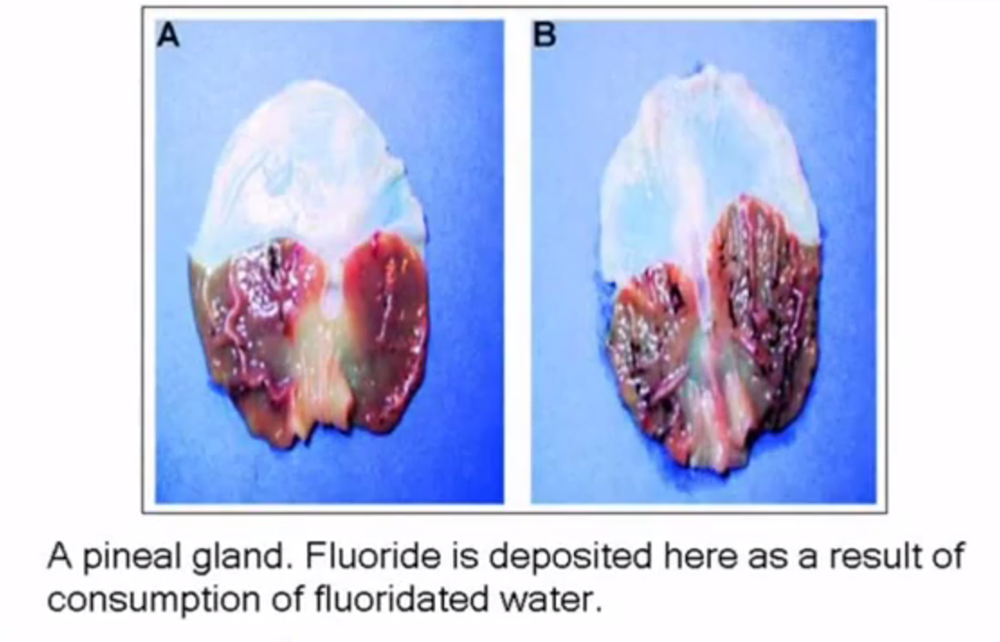 A
B
A pineal gland. Fluoride is deposited here as a result of
consumption of fluoridated water.